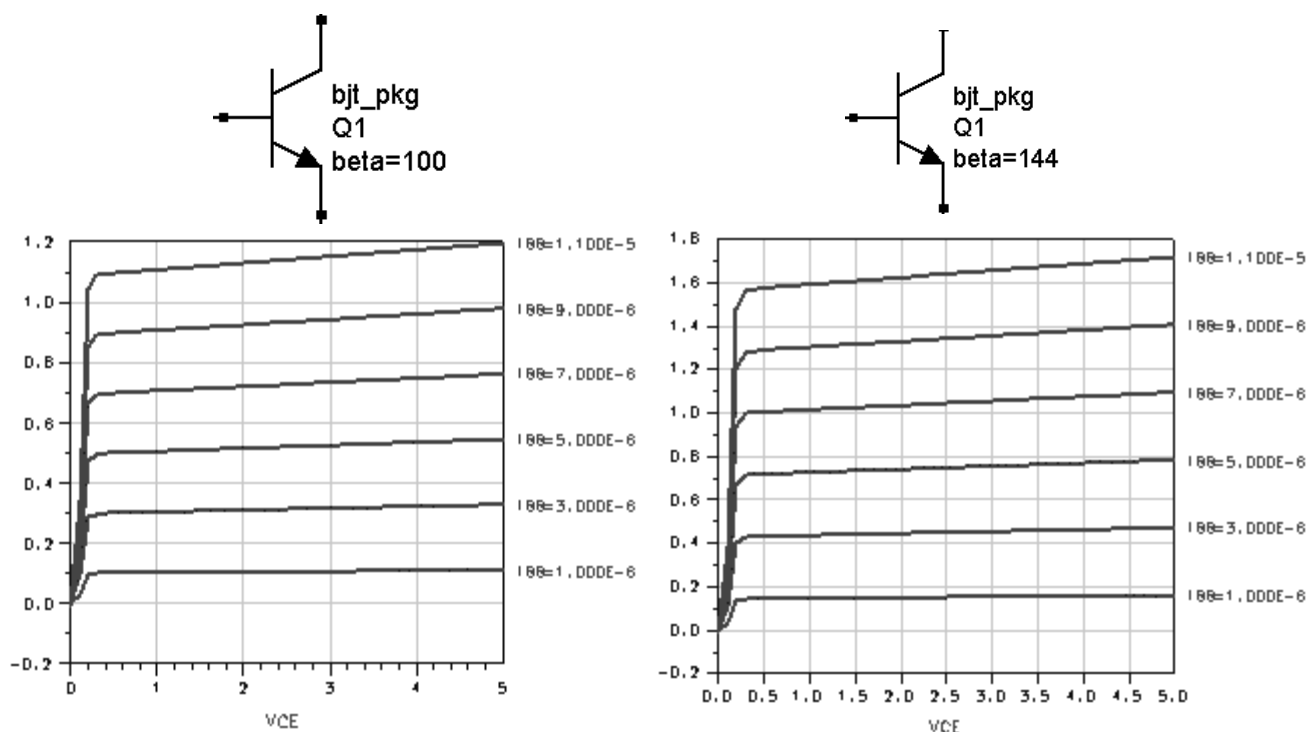 bjt_pkg
Q1
beta=100
bjt_pkg
Q1
beta=144
1.2
1.0
0.8
0.6
0.4
0.2
0.0
-0.2
0
1
2
3
4
5
VCE
IBB=1.100E-5
IBB=9.000E-6
IBB=7.000E-6
IBB=5.000E-6
IBB=3.000E-6
IBB=1.000E-6
1.8
1.6
1.4
1.2
1.0
0.8
0.6
0.4
0.2
0.0
-0.2
0.0
0.5
1.0
1.5
2.0
2.5
3.0
3.5
4.0
4.5
5.0
VCE
IBB=1.100E-5
IBB=9.000E-6
IBB=7.000E-6
IBB=5.000E-6
IBB=3.000E-6
IBB=1.000E-6